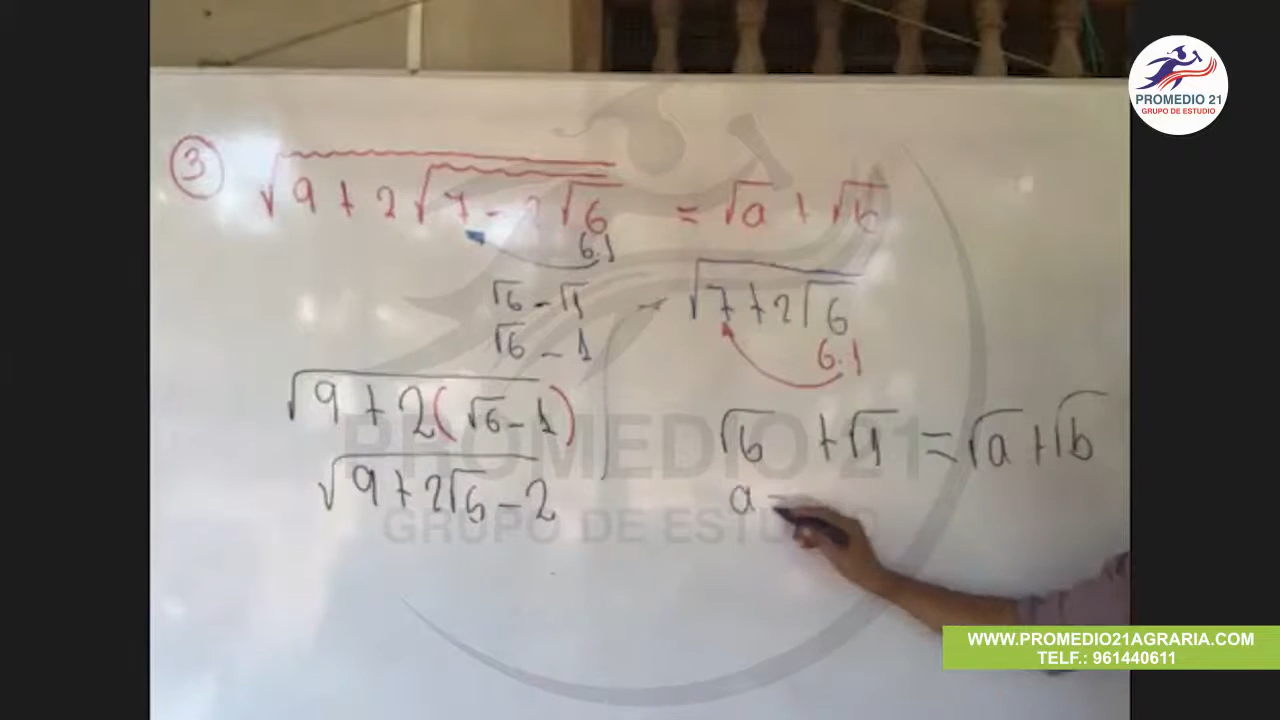 PROMEDIO 21
GRUPO DE ESTUDIO
③ √(9 + 2√(7 - 2√6)) = √a + √b
6.1
√6 - √1
√6 - 1
√(9 + 2(√6 - 1))
√(9 + 2√6 - 2)
- √(7 + 2√6)
6.1
√6 + √1 = √a + √b
a =
PROMEDIO 21
GRUPO DE ESTUDIO
WWW.PROMEDIO21AGRARIA.COM
TELF.: 961440611